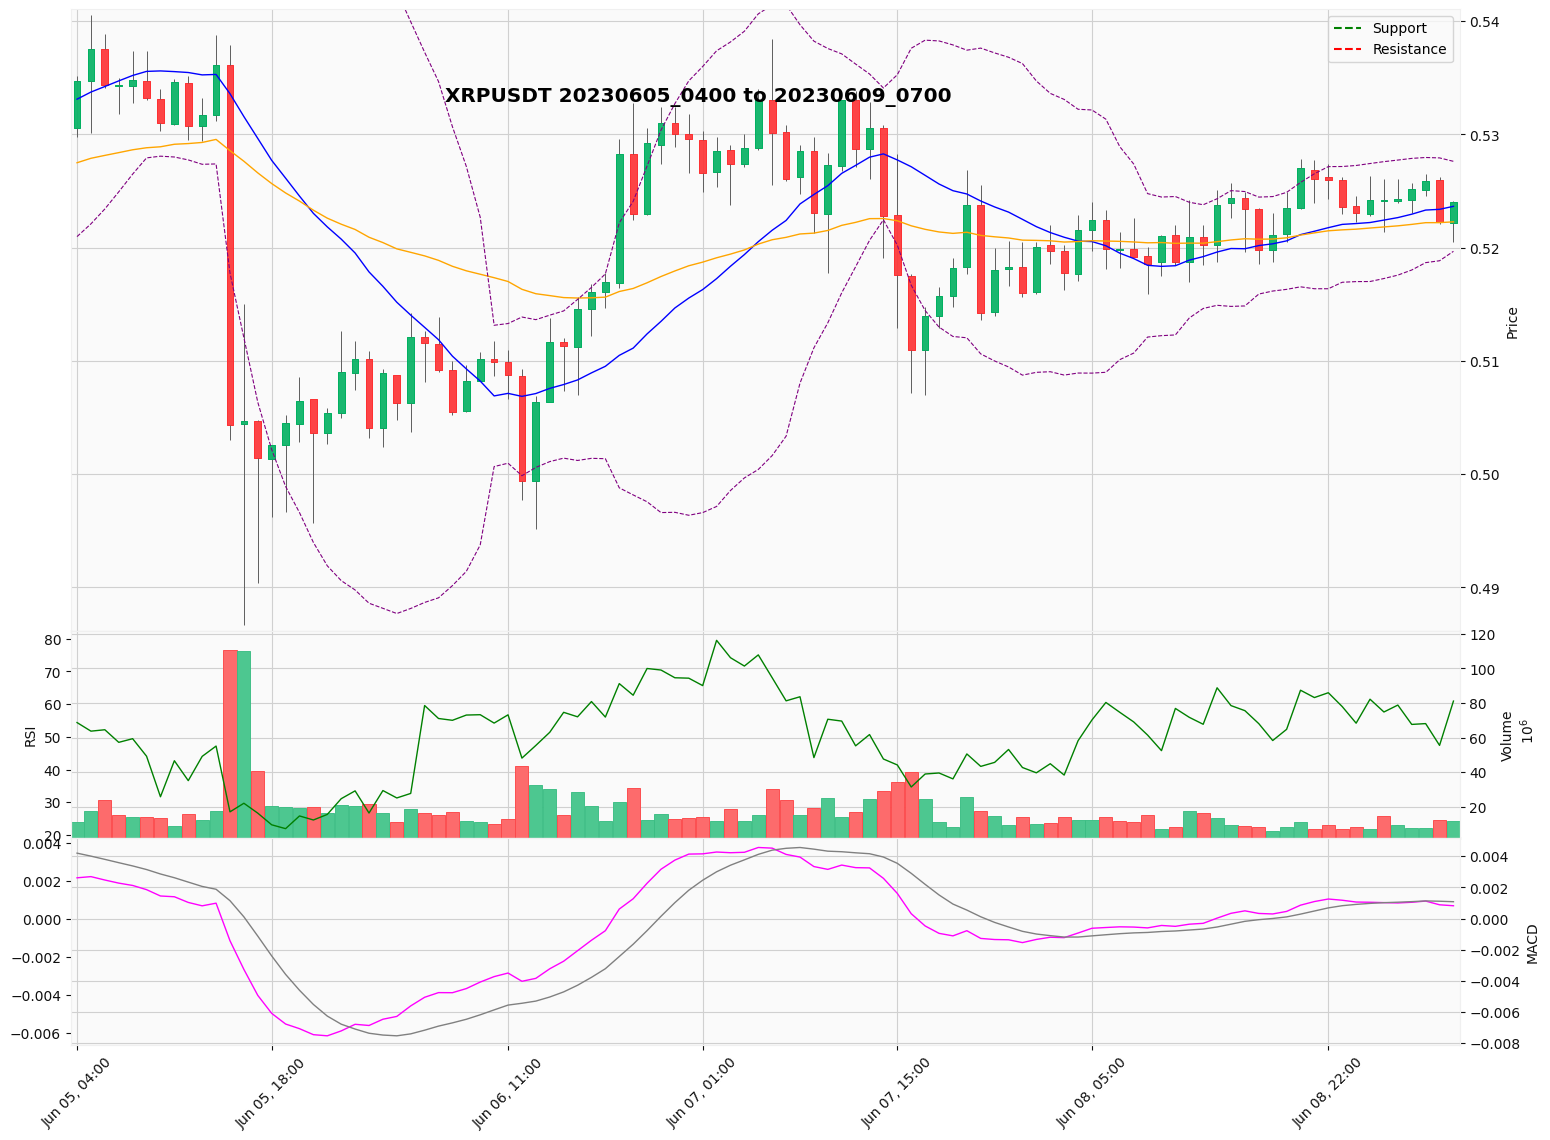 XRPUSDT 20230605_0400 to 20230609_0700
Support
Resistance
0.54
0.53
0.52
0.51
0.50
0.49
Price
80
70
60
50
40
30
20
RSI
120
100
80
60
40
20
Volume
10^6
0.004
0.002
0.000
−0.002
−0.004
−0.006
0.004
0.002
0.000
−0.002
−0.004
−0.006
−0.008
MACD
Jun 05, 04:00
Jun 05, 18:00
Jun 06, 11:00
Jun 07, 01:00
Jun 07, 15:00
Jun 08, 05:00
Jun 08, 22:00